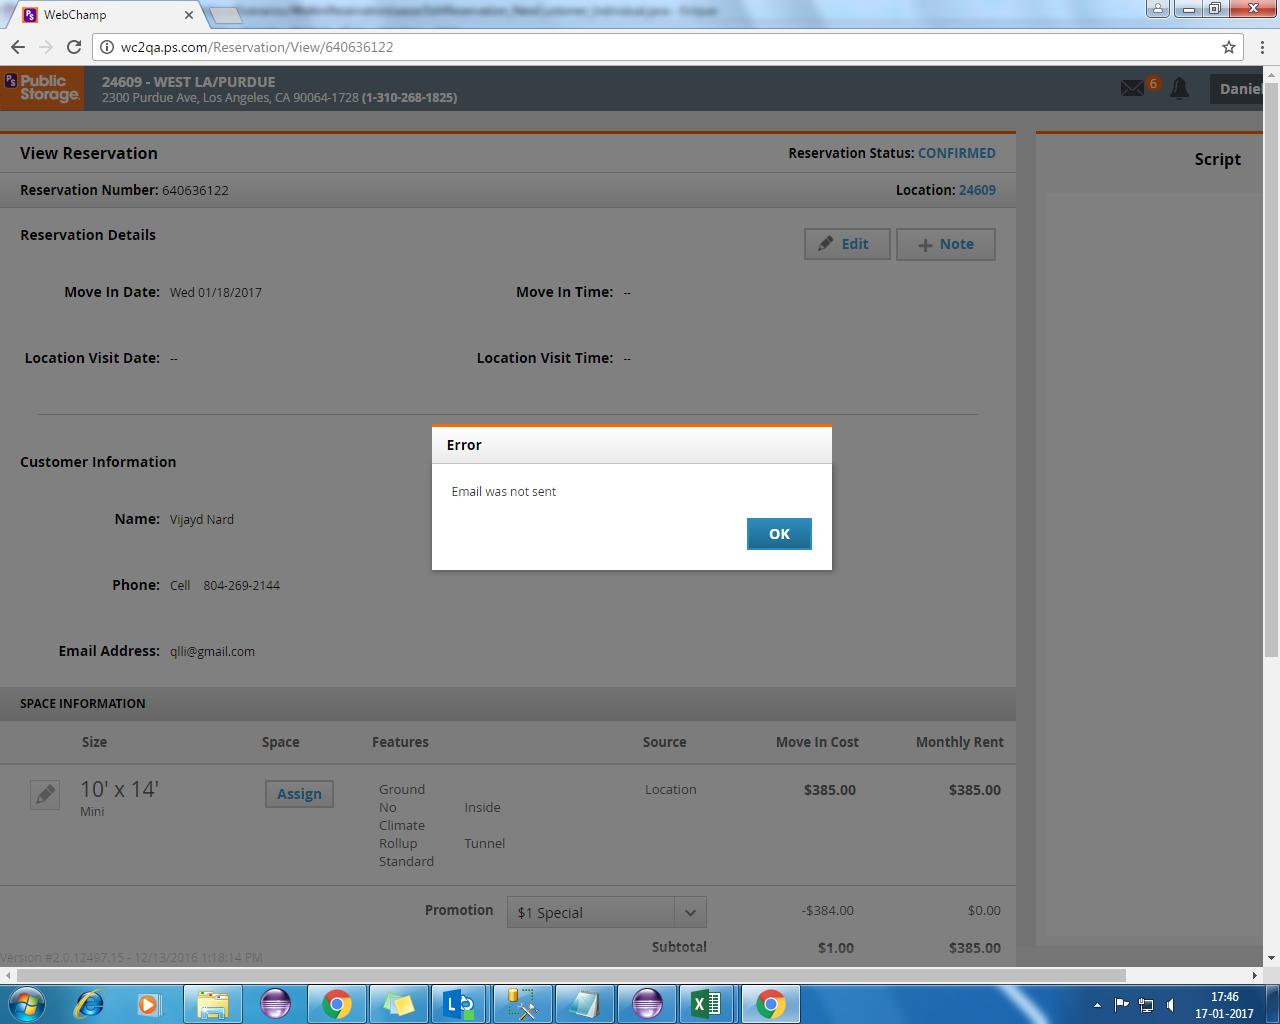 WebChamp
wc2qa.ps.com/Reservation/View/640636122
PS Public Storage.
24609 - WEST LA/PURDUE
2300 Purdue Ave, Los Angeles, CA 90064-1728 (1-310-268-1825)
6
Daniel
View Reservation
Reservation Status: CONFIRMED
Script
Reservation Number: 640636122
Location: 24609
Reservation Details
Edit
Note
Move In Date: Wed 01/18/2017
Move In Time: --
Location Visit Date: --
Location Visit Time: --
Error
Email was not sent
OK
Customer Information
Name: Vijayd Nard
Phone: Cell 804-269-2144
Email Address: qlli@gmail.com
SPACE INFORMATION
Size Space Features Source Move In Cost Monthly Rent
10' x 14'
Mini
Assign
Ground
No Inside
Climate
Rollup Tunnel
Standard
Location
$385.00
$385.00
Promotion $1 Special -$384.00 $0.00
Subtotal $1.00 $385.00
Version #2.0.12497.15 - 12/13/2016 1:18:14 PM
17:46
17-01-2017